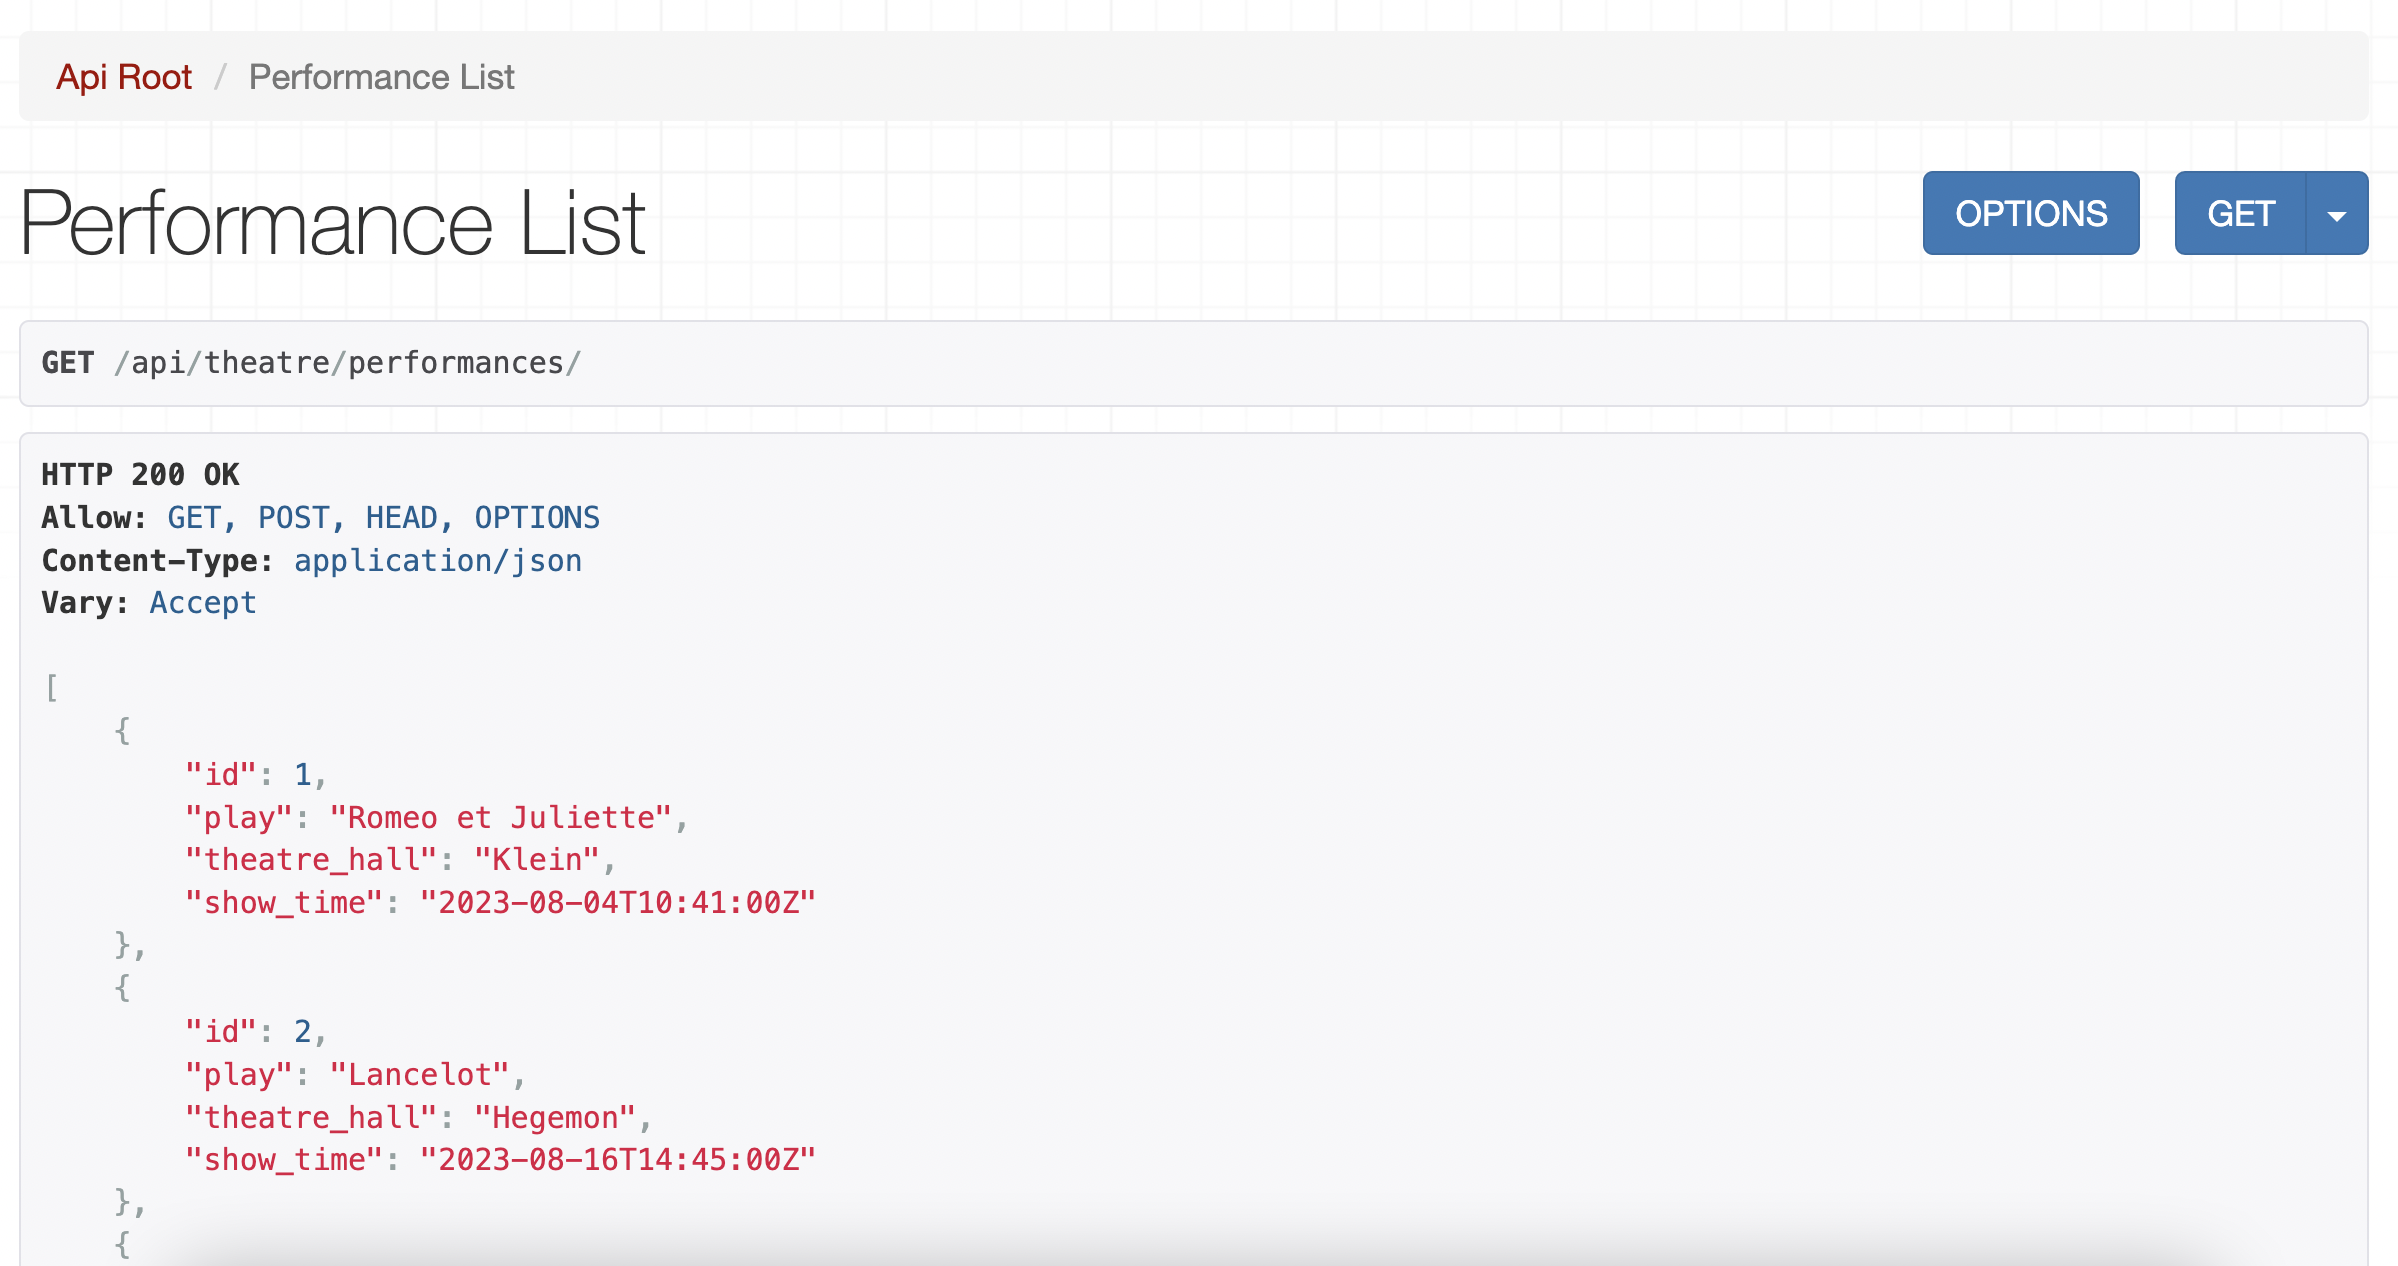 Api Root / Performance List
Performance List
OPTIONS
GET
GET /api/theatre/performances/
HTTP 200 OK
Allow: GET, POST, HEAD, OPTIONS
Content-Type: application/json
Vary: Accept
[
    {
        "id": 1,
        "play": "Romeo et Juliette",
        "theatre_hall": "Klein",
        "show_time": "2023-08-04T10:41:00Z"
    },
    {
        "id": 2,
        "play": "Lancelot",
        "theatre_hall": "Hegemon",
        "show_time": "2023-08-16T14:45:00Z"
    },
    {